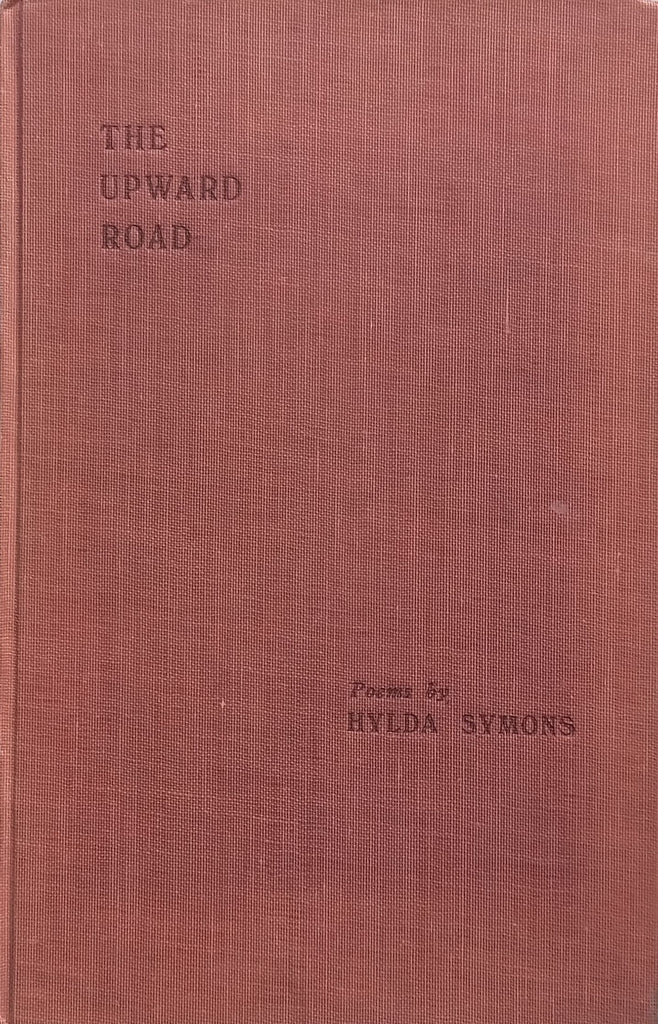 THE
UPWARD
ROAD
Poems by
HYLDA SYMONS